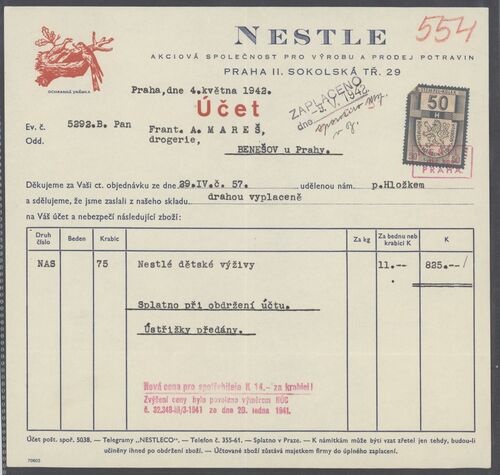 NESTLE
554
AKCIOVÁ SPOLEČNOST PRO VÝROBU A PRODEJ POTRAVIN
PRAHA II, SOKOLSKÁ TŘ. 29
OCHRANNÁ ZNÁMKA
Praha, dne 4. května 1942.
Účet
ZAPLACENO
dne V. 1942
50
H
50 50
PRAHA
Ev. č. 5292.B. Pan Frant. A. MAREŠ,
Odd. drogerie,
BENEŠOV u Prahy.
Děkujeme za Vaši ct. objednávku ze dne 29.IV.č. 57. udělenou nám p.Hložkem
a sdělujeme, že jsme zaslali z našeho skladu drahou vyplaceně
na Váš účet a nebezpečí následující zboží:
Druh číslo Beden Krabic Za kg Za bednu neb krabici K K
NAS 75 Nestlé dětské výživy 11.-- 825.--
Splatno při obdržení účtu.
Ústřižky předány.
Nová cena pro spotřebitele K 14.- za krabici!
Zvýšení ceny bylo povoleno výměrem NÚC
č. 32.348-III/3-1941 ze dne 20. ledna 1941.
Účet pošt. spoř. 5038. — Telegramy „NESTLECO“. — Telefon č. 355-61. — Splatno v Praze. — K námitkám může býti vzat zřetel jen tehdy, budou-li
učiněny ihned po obdržení zboží. — Účtované zboží zůstává majetkem firmy do úplného zaplacení.
70603